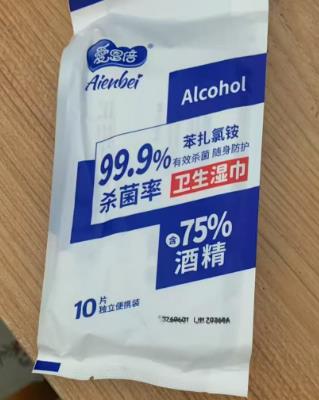 爱恩倍
Aienbei
Alcohol
99.9%
杀菌率
苯扎氯铵
有效杀菌 随身防护
卫生湿巾
含75%
酒精
10片
独立便携装